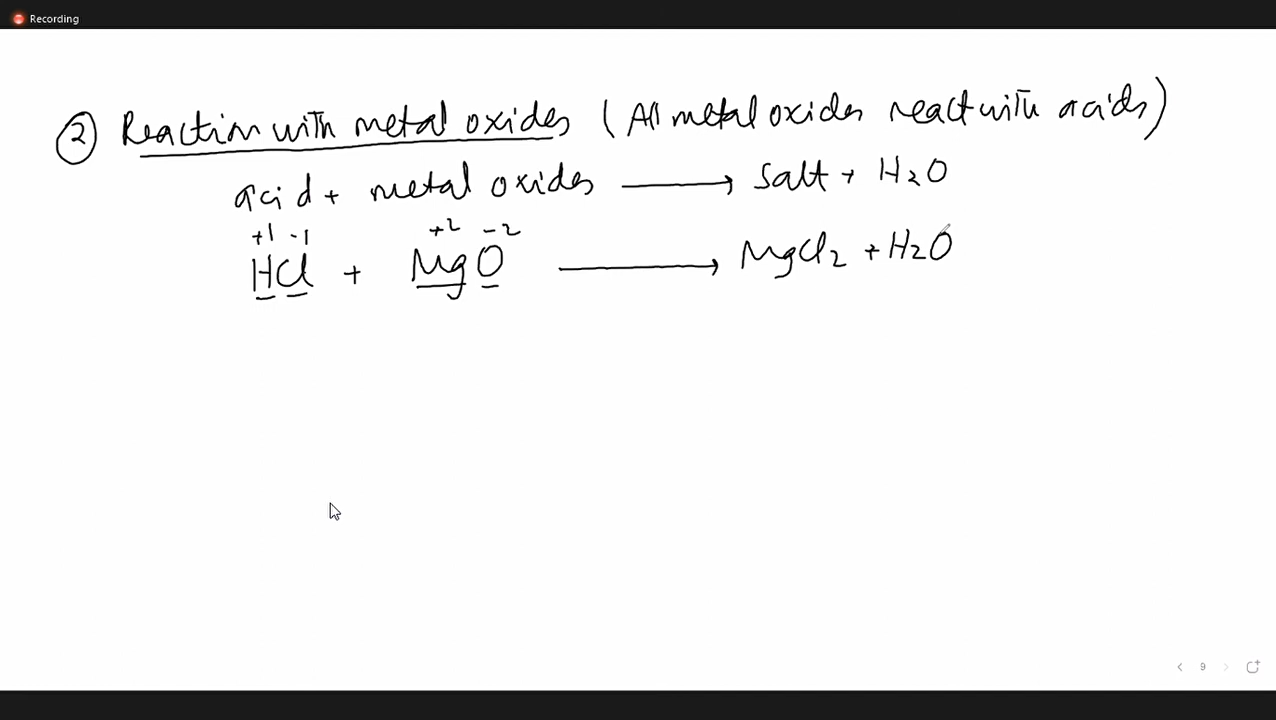 Recording
② Reaction with metal oxides (All metal oxides react with acids)
acid + metal oxides ⟶ salt + H₂O
+1 -1 +2 -2
HCl + MgO ⟶ MgCl₂ + H₂O
9